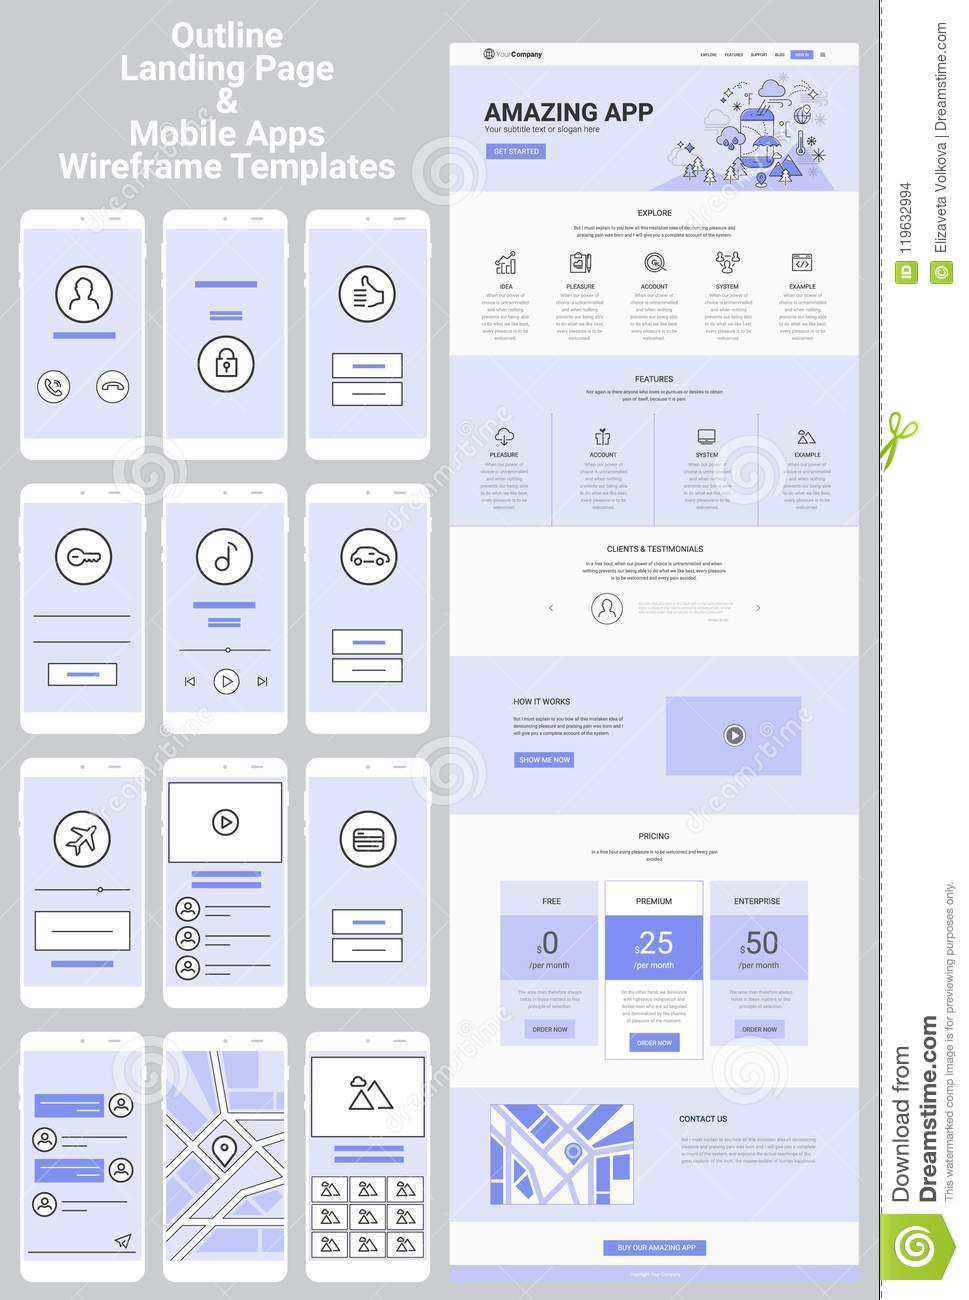 Outline
Landing Page
&
Mobile Apps
Wireframe Templates
YourCompany
EXPLORE FEATURES SUPPORT BLOG SIGN IN
AMAZING APP
Your subtitle text or slogan here
GET STARTED
°F
°C
EXPLORE
But I must explain to you how all this mistaken idea of denouncing pleasure and
praising pain was born and I will give you a complete account of the system.
IDEA
When our power of
choice is untrammelled
and when nothing
prevents our being able
to do what we like best,
every pleasure is to be
welcomed.
PLEASURE
When our power of
choice is untrammelled
and when nothing
prevents our being able
to do what we like best,
every pleasure is to be
welcomed.
ACCOUNT
When our power of
choice is untrammelled
and when nothing
prevents our being able
to do what we like best,
every pleasure is to be
welcomed.
SYSTEM
When our power of
choice is untrammelled
and when nothing
prevents our being able
to do what we like best,
every pleasure is to be
welcomed.
EXAMPLE
When our power of
choice is untrammelled
and when nothing
prevents our being able
to do what we like best,
every pleasure is to be
welcomed.
FEATURES
Nor again is there anyone who loves or pursues or desires to obtain
pain of itself, because it is pain.
PLEASURE
When our power of
choice is untrammelled
and when nothing
prevents our being able
to do what we like best,
every pleasure is to be
welcomed.
ACCOUNT
When our power of
choice is untrammelled
and when nothing
prevents our being able
to do what we like best,
every pleasure is to be
welcomed.
SYSTEM
When our power of
choice is untrammelled
and when nothing
prevents our being able
to do what we like best,
every pleasure is to be
welcomed.
EXAMPLE
When our power of
choice is untrammelled
and when nothing
prevents our being able
to do what we like best,
every pleasure is to be
welcomed.
CLIENTS & TESTIMONIALS
In a free hour, when our power of choice is untrammelled and when
nothing prevents our being able to do what we like best, every pleasure
is to be welcomed and every pain avoided.
HOW IT WORKS
But I must explain to you how all this mistaken idea of
denouncing pleasure and praising pain was born and I
will give you a complete account of the system.
SHOW ME NOW
PRICING
In a free hour every pleasure is to be welcomed and every pain
avoided.
FREE
$0
/per month
The wise man therefore always
holds in these matters to this
principle of selection.
ORDER NOW
PREMIUM
$25
/per month
On the other hand, we denounce
with righteous indignation and
dislike men who are so beguiled
and demoralized by the charms
of pleasure of the moment.
ORDER NOW
ENTERPRISE
$50
/per month
The wise man therefore always
holds in these matters to this
principle of selection.
ORDER NOW
CONTACT US
But I must explain to you how all this mistaken idea of denouncing
pleasure and praising pain was born and I will give you a complete
account of the system, and expound the actual teachings of the
great explorer of the truth, the master-builder of human happiness.
BUY OUR AMAZING APP
Copyright Your Company
dreamstime
ID 119632994
© Elizaveta Volkova | Dreamstime.com
Download from
Dreamstime.com
This watermarked comp image is for previewing purposes only.